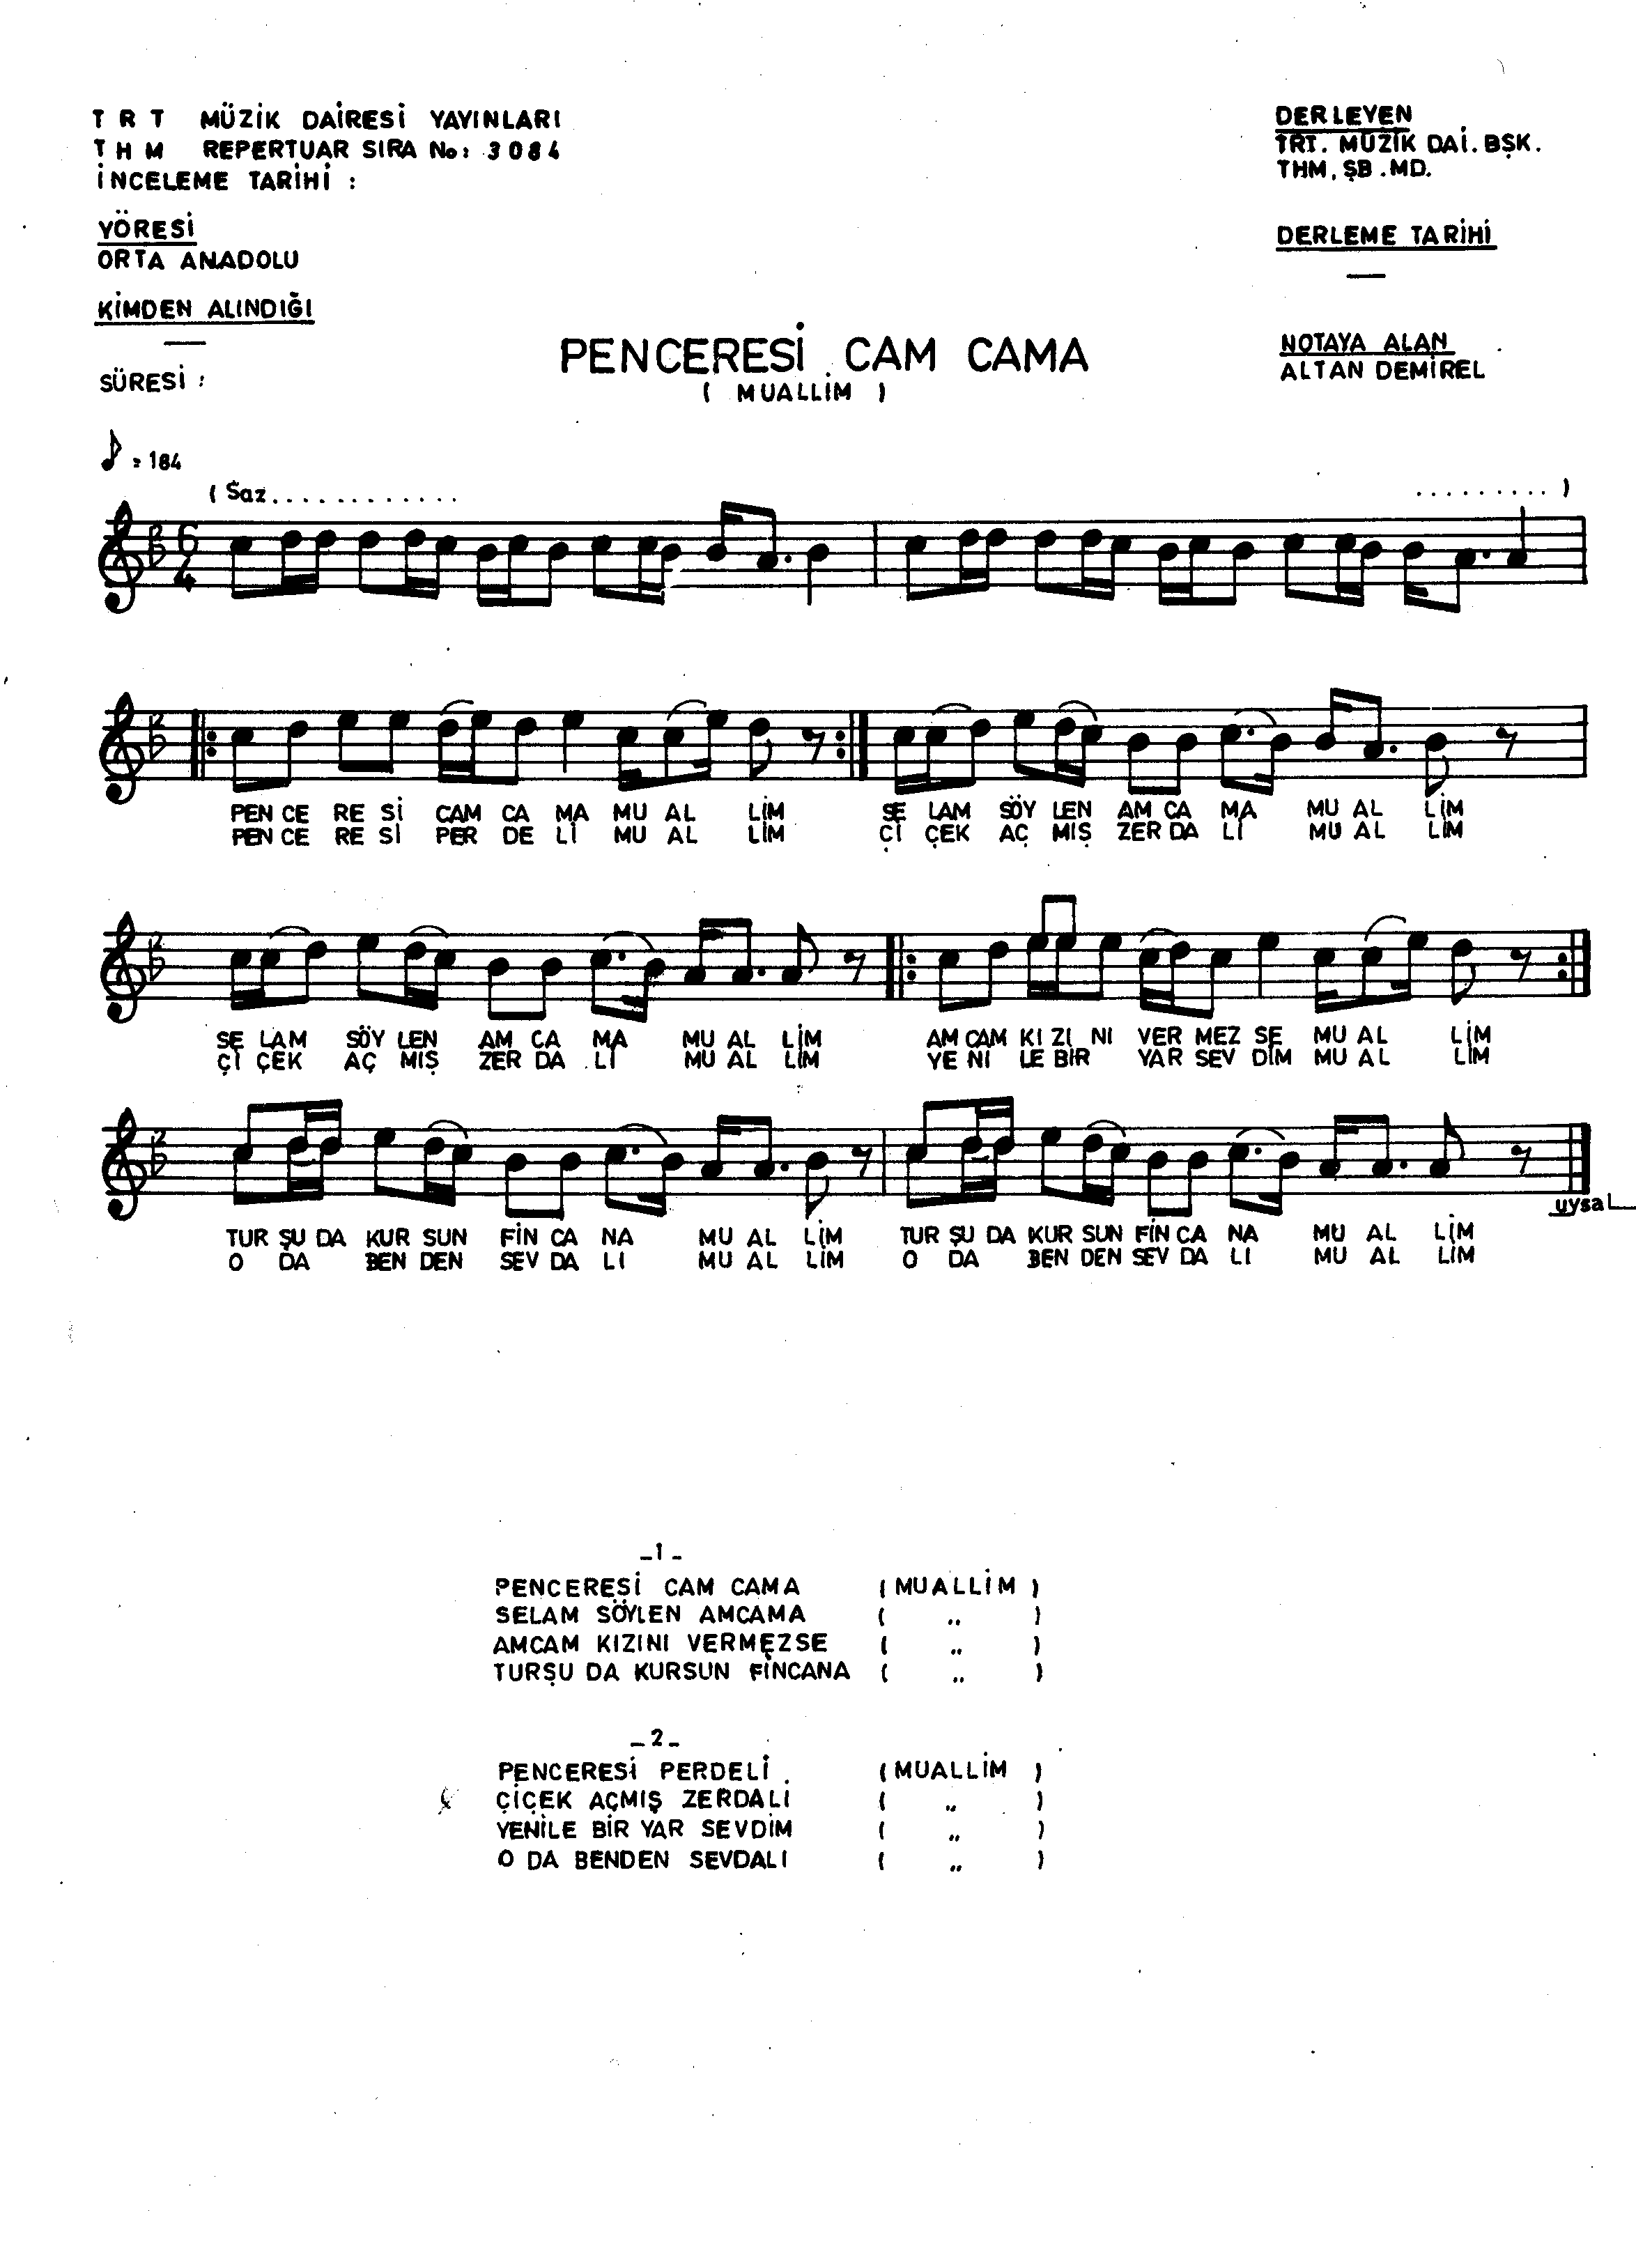 TRT MÜZİK DAİRESİ YAYINLARI
THM REPERTUAR SIRA No: 3084
İNCELEME TARİHİ :
YÖRESİ
ORTA ANADOLU
KİMDEN ALINDIĞI
—
SÜRESİ :
DERLEYEN
TRT. MÜZİK DAİ. BŞK.
THM. ŞB. MD.
DERLEME TARİHİ
—
NOTAYA ALAN
ALTAN DEMİREL
PENCERESİ CAM CAMA
( MUALLİM )
♪ = 184
( Saz. . . . . . . . . . . . . . . . . . . . . )
6
4
PEN CE RE Sİ CAM CA MA MU AL LİM SE LAM SÖY LEN AM CA MA MU AL LİM
PEN CE RE Sİ PER DE Lİ MU AL LİM Çİ ÇEK AÇ MIŞ ZER DA Lİ MU AL LİM
SE LAM SÖY LEN AM CA MA MU AL LİM AM CAM KI ZI NI VER MEZ SE MU AL LİM
Çİ ÇEK AÇ MIŞ ZER DA Lİ MU AL LİM YE Nİ LE BİR YAR SEV DİM MU AL LİM
uysal
TUR ŞU DA KUR SUN FİN CA NA MU AL LİM TUR ŞU DA KUR SUN FİN CA NA MU AL LİM
O DA BEN DEN SEV DA LI MU AL LİM O DA BEN DEN SEV DA LI MU AL LİM
_1_
PENCERESİ CAM CAMA ( MUALLİM )
SELAM SÖYLEN AMCAMA ( ,, )
AMCAM KIZINI VERMEZSE ( ,, )
TURŞU DA KURSUN FİNCANA ( ,, )
_2_
PENCERESİ PERDELİ ( MUALLİM )
ÇİÇEK AÇMIŞ ZERDALİ ( ,, )
YENİLE BİR YAR SEVDİM ( ,, )
O DA BENDEN SEVDALI ( ,, )